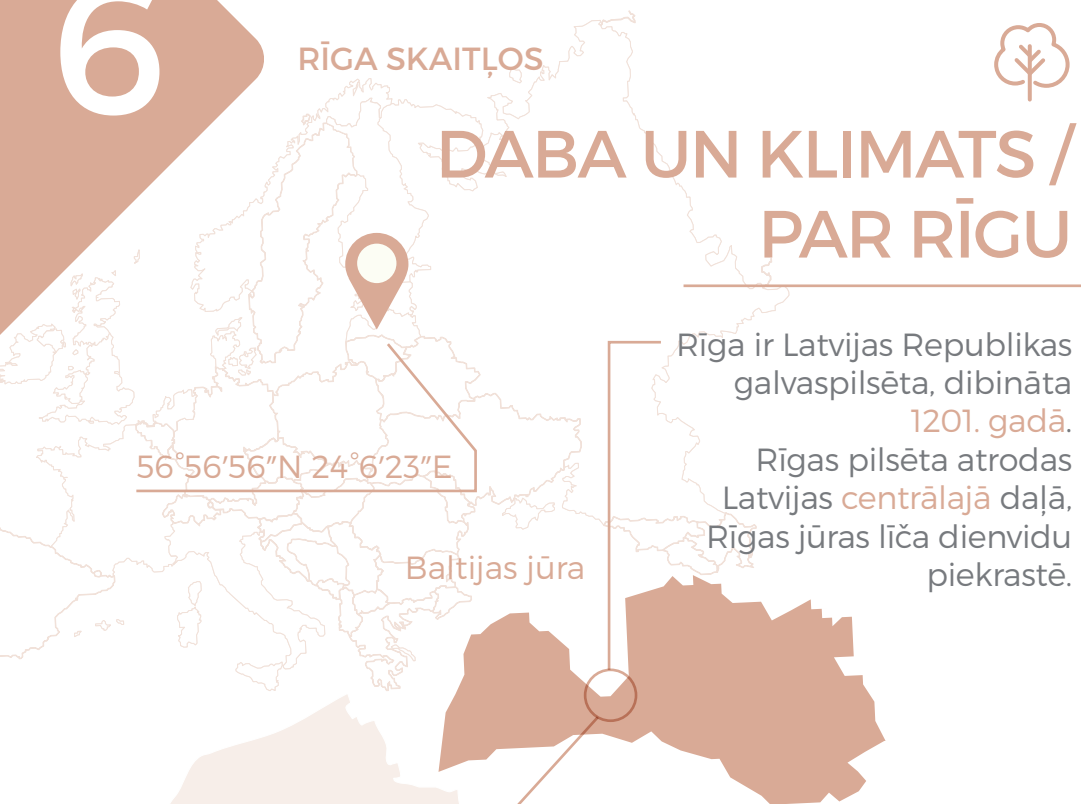 6
RĪGA SKAITĻOS
DABA UN KLIMATS /
PAR RĪGU
Rīga ir Latvijas Republikas
galvaspilsēta, dibināta
1201. gadā.
Rīgas pilsēta atrodas
Latvijas centrālajā daļā,
Rīgas jūras līča dienvidu
piekrastē.
56°56′56″N 24°6′23″E
Baltijas jūra